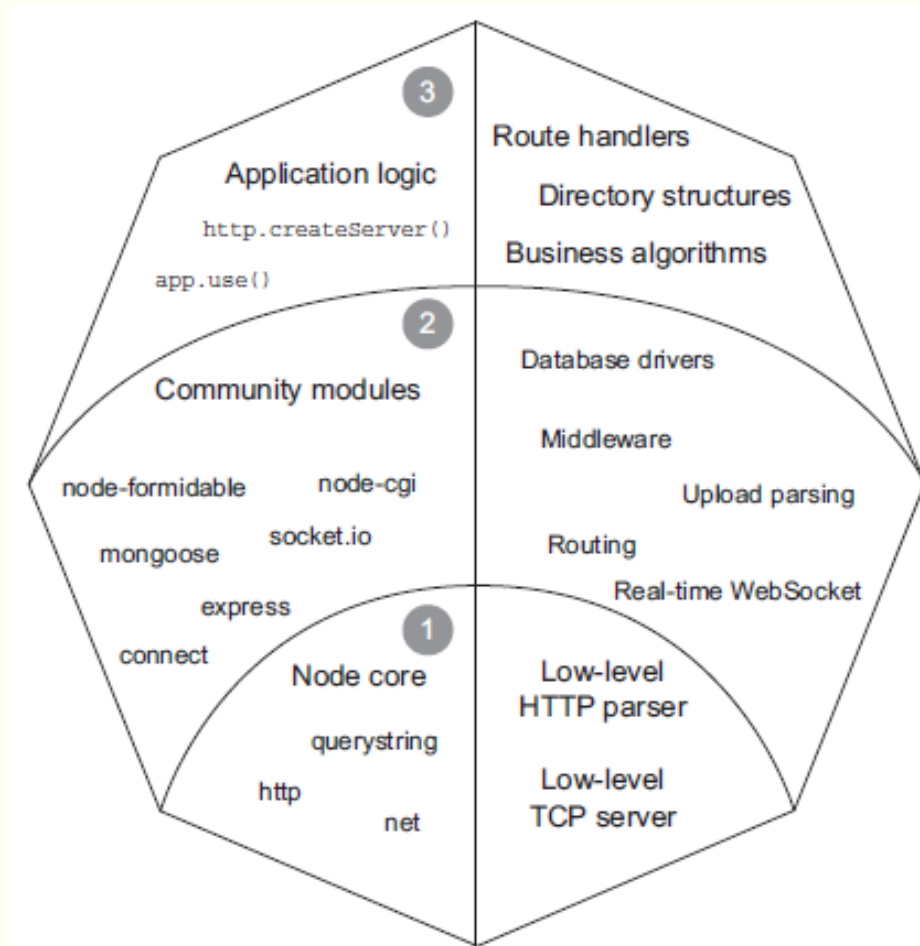 3
Application logic
http.createServer()
app.use()
Route handlers
Directory structures
Business algorithms
2
Community modules
node-formidable
node-cgi
socket.io
mongoose
express
connect
Database drivers
Middleware
Upload parsing
Routing
Real-time WebSocket
1
Node core
querystring
http
net
Low-level
HTTP parser
Low-level
TCP server